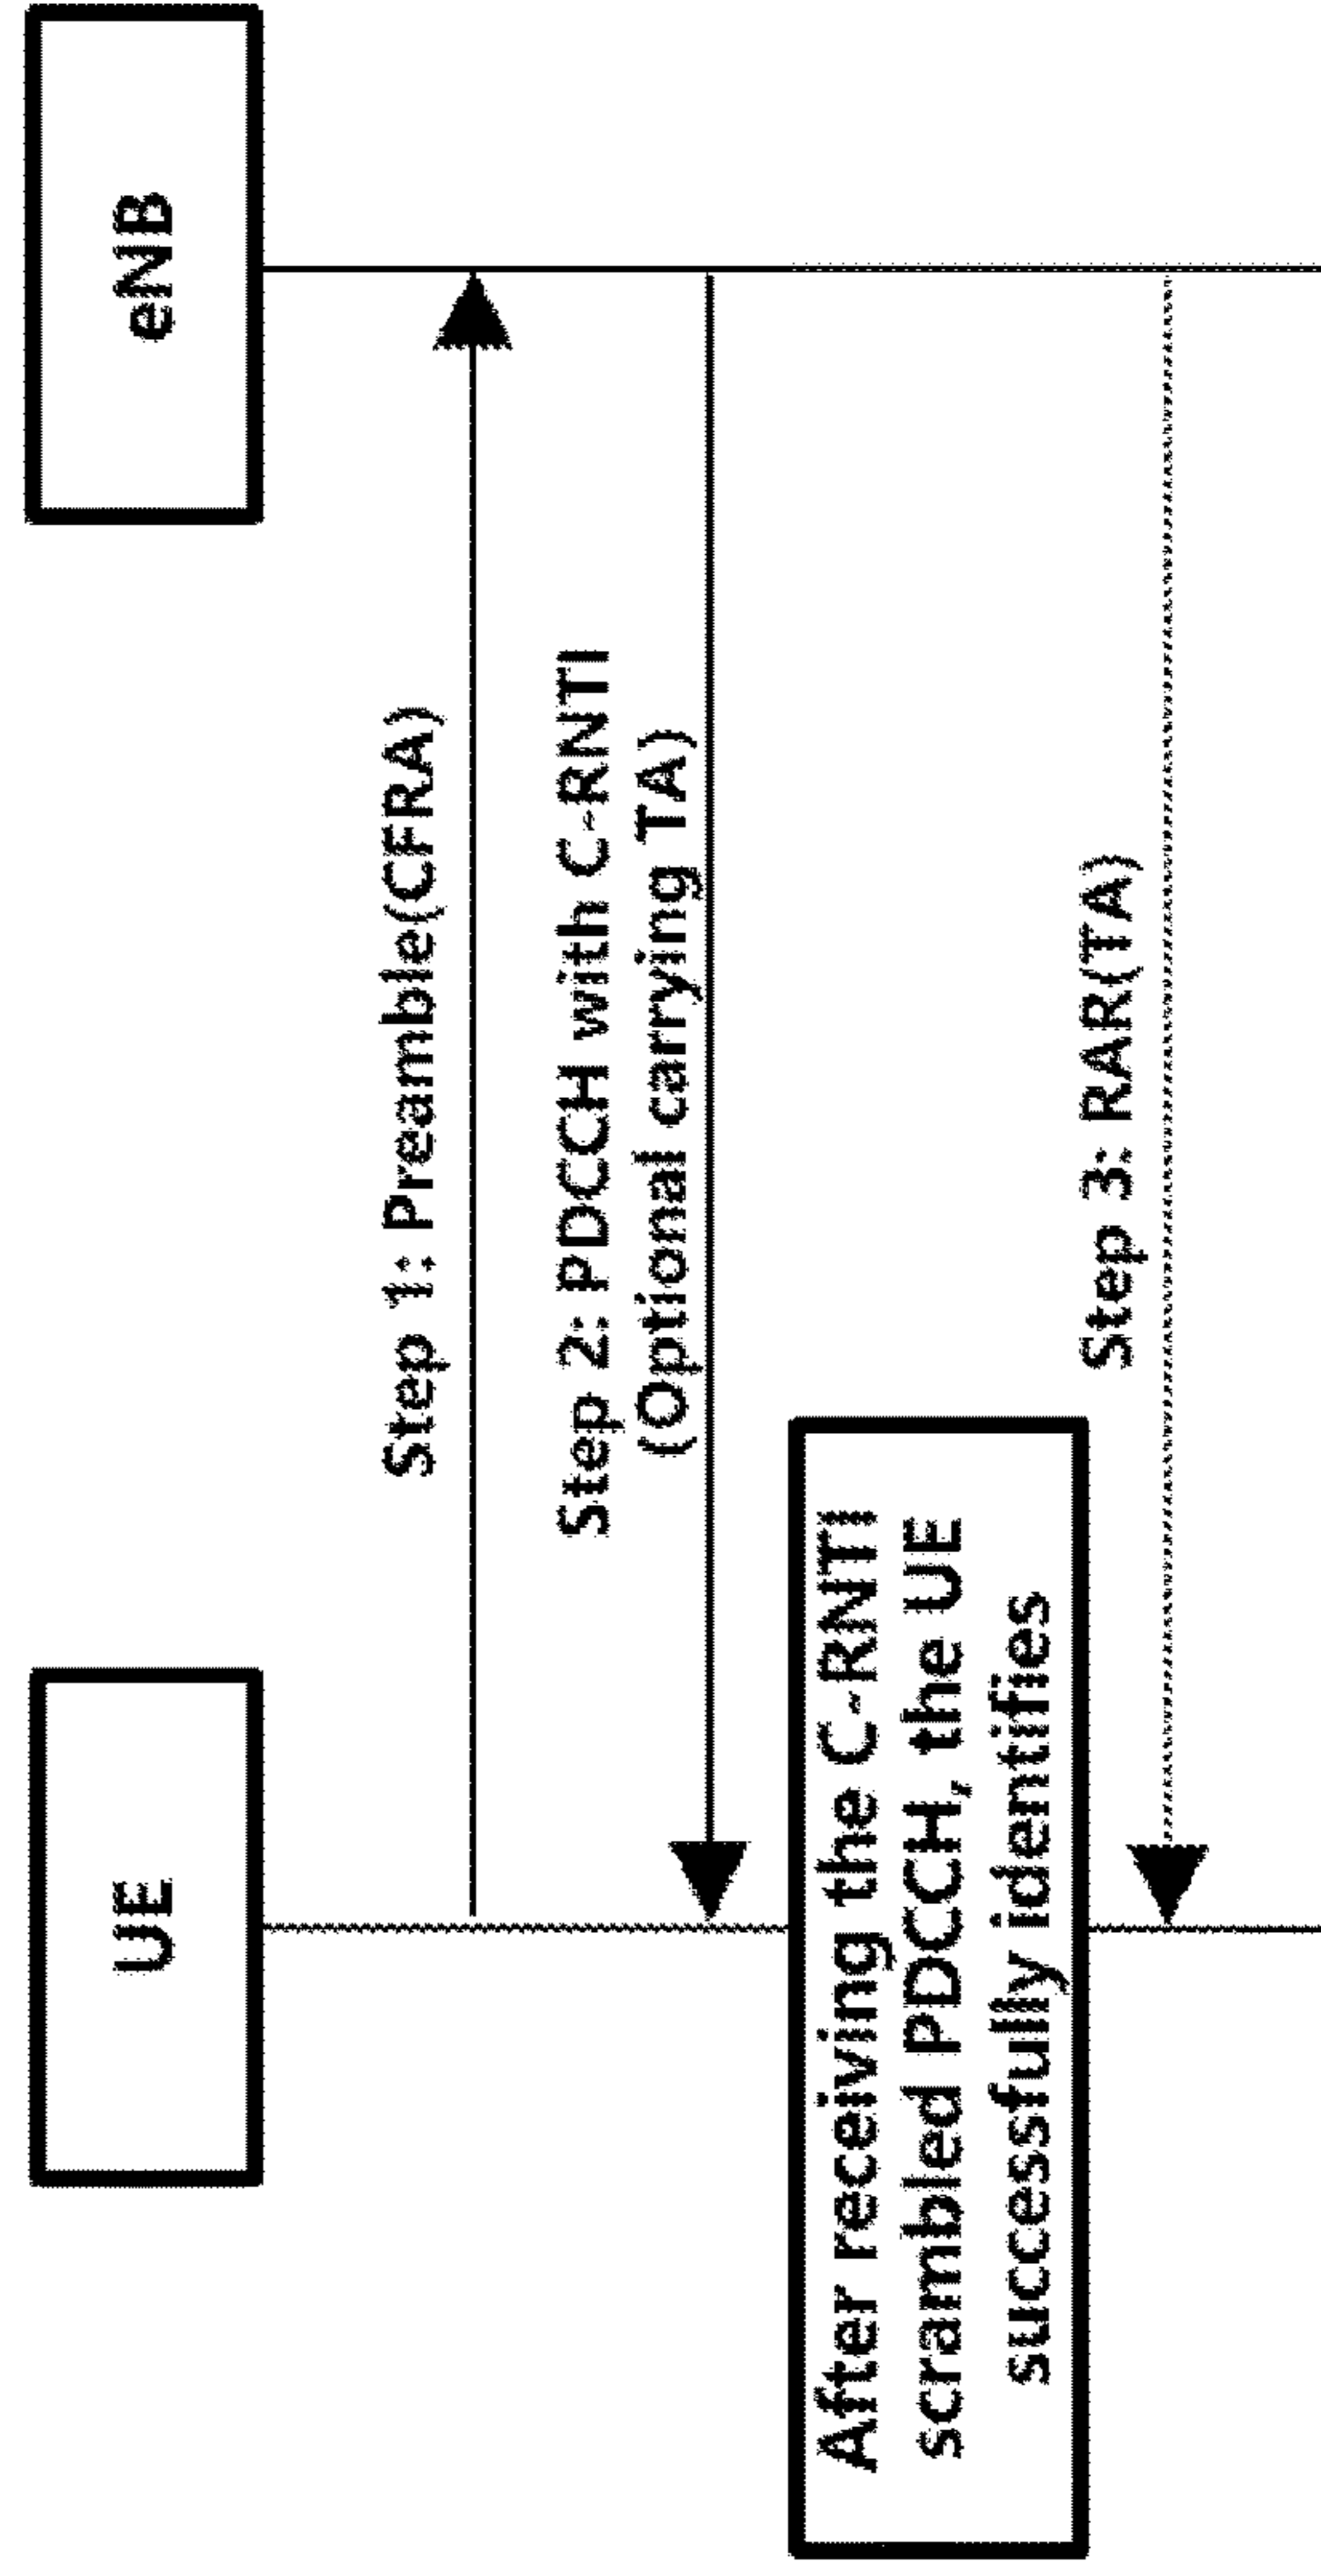 UE
eNB
Step 1: Preamble(CFRA)
Step 2: PDCCH with C-RNTI
(Optional carrying TA)
After receiving the C-RNTI
scrambled PDCCH, the UE
successfully identifies
Step 3: RAR(TA)